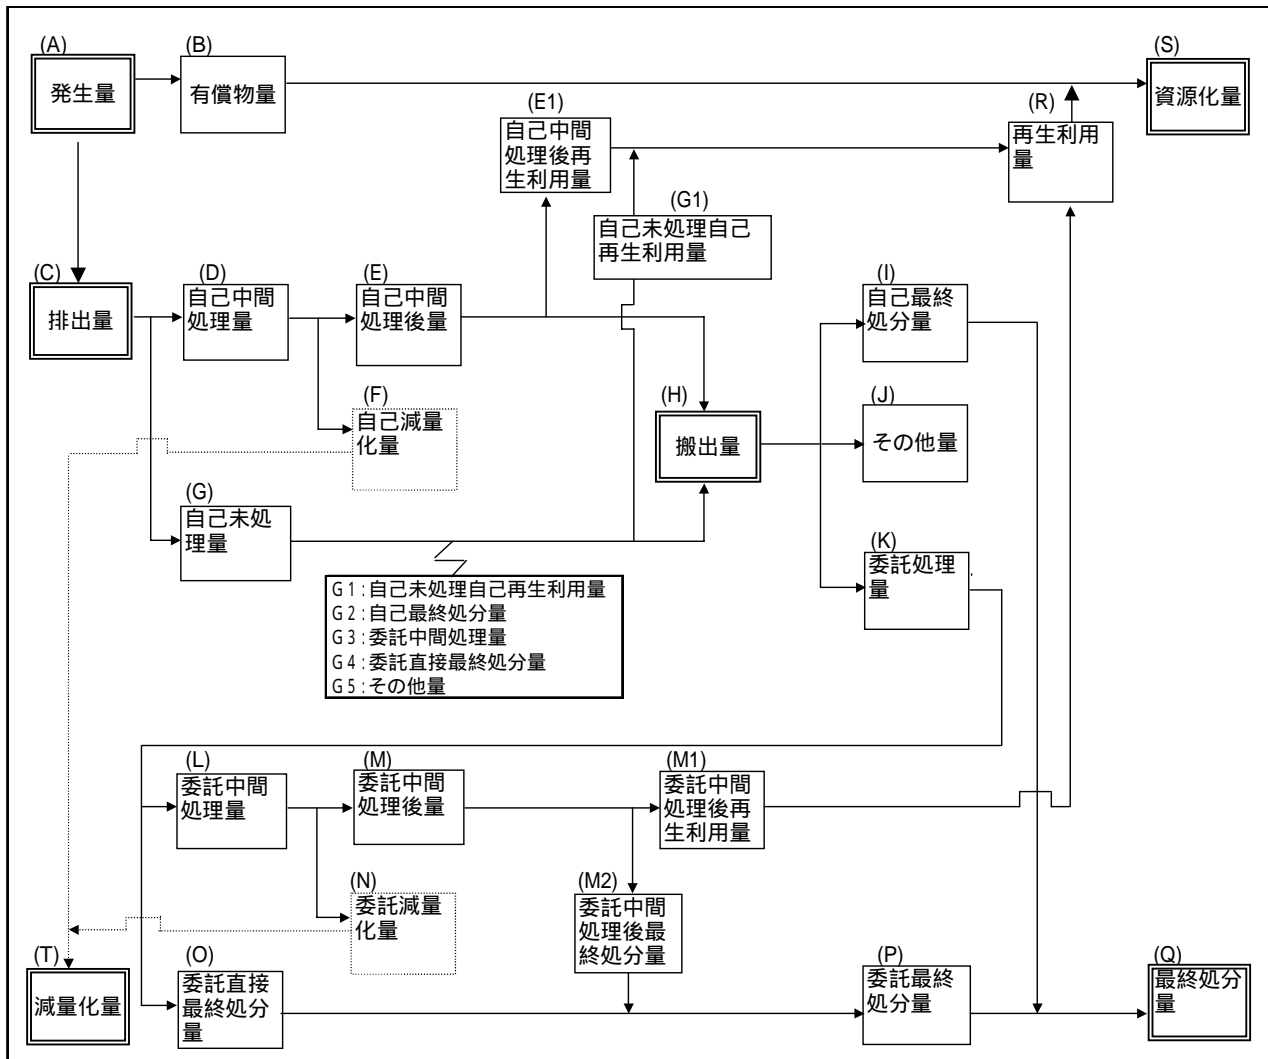 (A)
発生量
(B)
有償物量
(S)
資源化量
(E1)
自己中間
処理後再
生利用量
(R)
再生利用
量
(G1)
自己未処理自己
再生利用量
(C)
排出量
(D)
自己中間
処理量
(E)
自己中間
処理後量
(I)
自己最終
処分量
(F)
自己減量
化量
(H)
搬出量
(J)
その他量
(G)
自己未処
理量
(K)
委託処理
量
G1:自己未処理自己再生利用量
G2:自己最終処分量
G3:委託中間処理量
G4:委託直接最終処分量
G5:その他量
(L)
委託中間
処理量
(M)
委託中間
処理後量
(M1)
委託中間
処理後再
生利用量
(N)
委託減量
化量
(M2)
委託中間
処理後最
終処分量
(T)
減量化量
(O)
委託直接
最終処分
量
(P)
委託最終
処分量
(Q)
最終処分
量